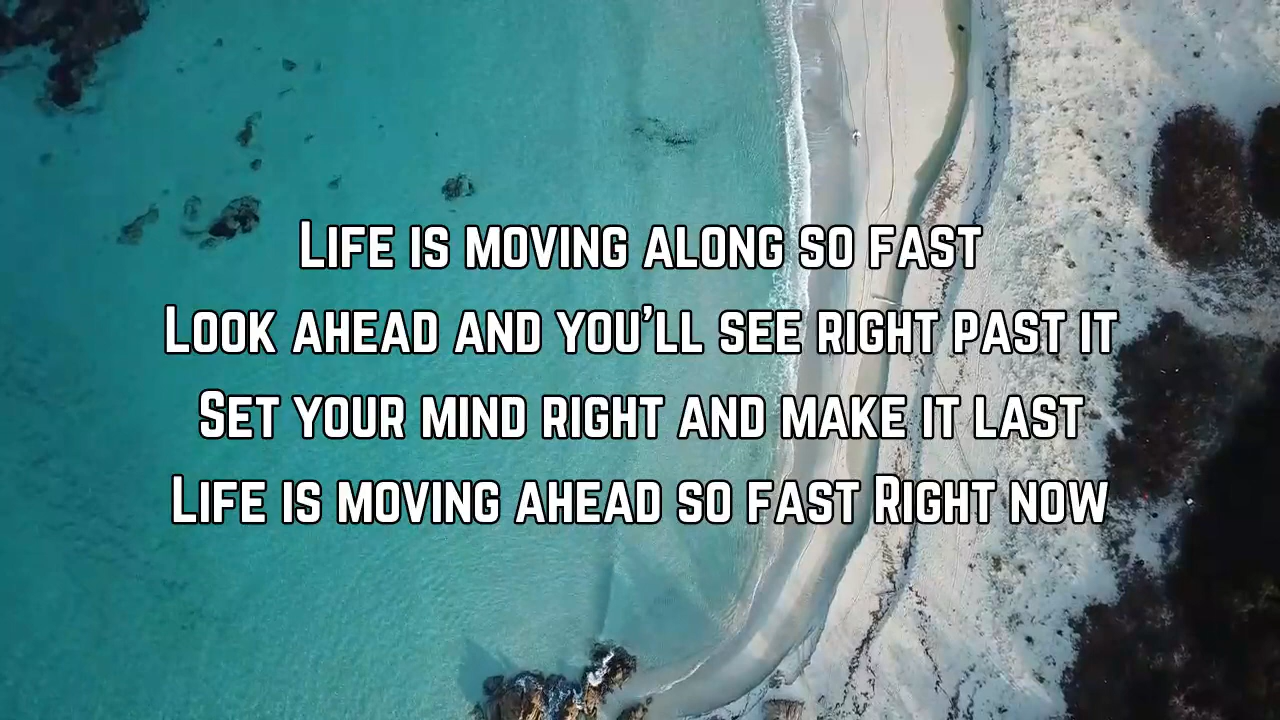 Life is moving along so fast
Look ahead and you'll see right past it
Set your mind right and make it last
Life is moving ahead so fast Right now